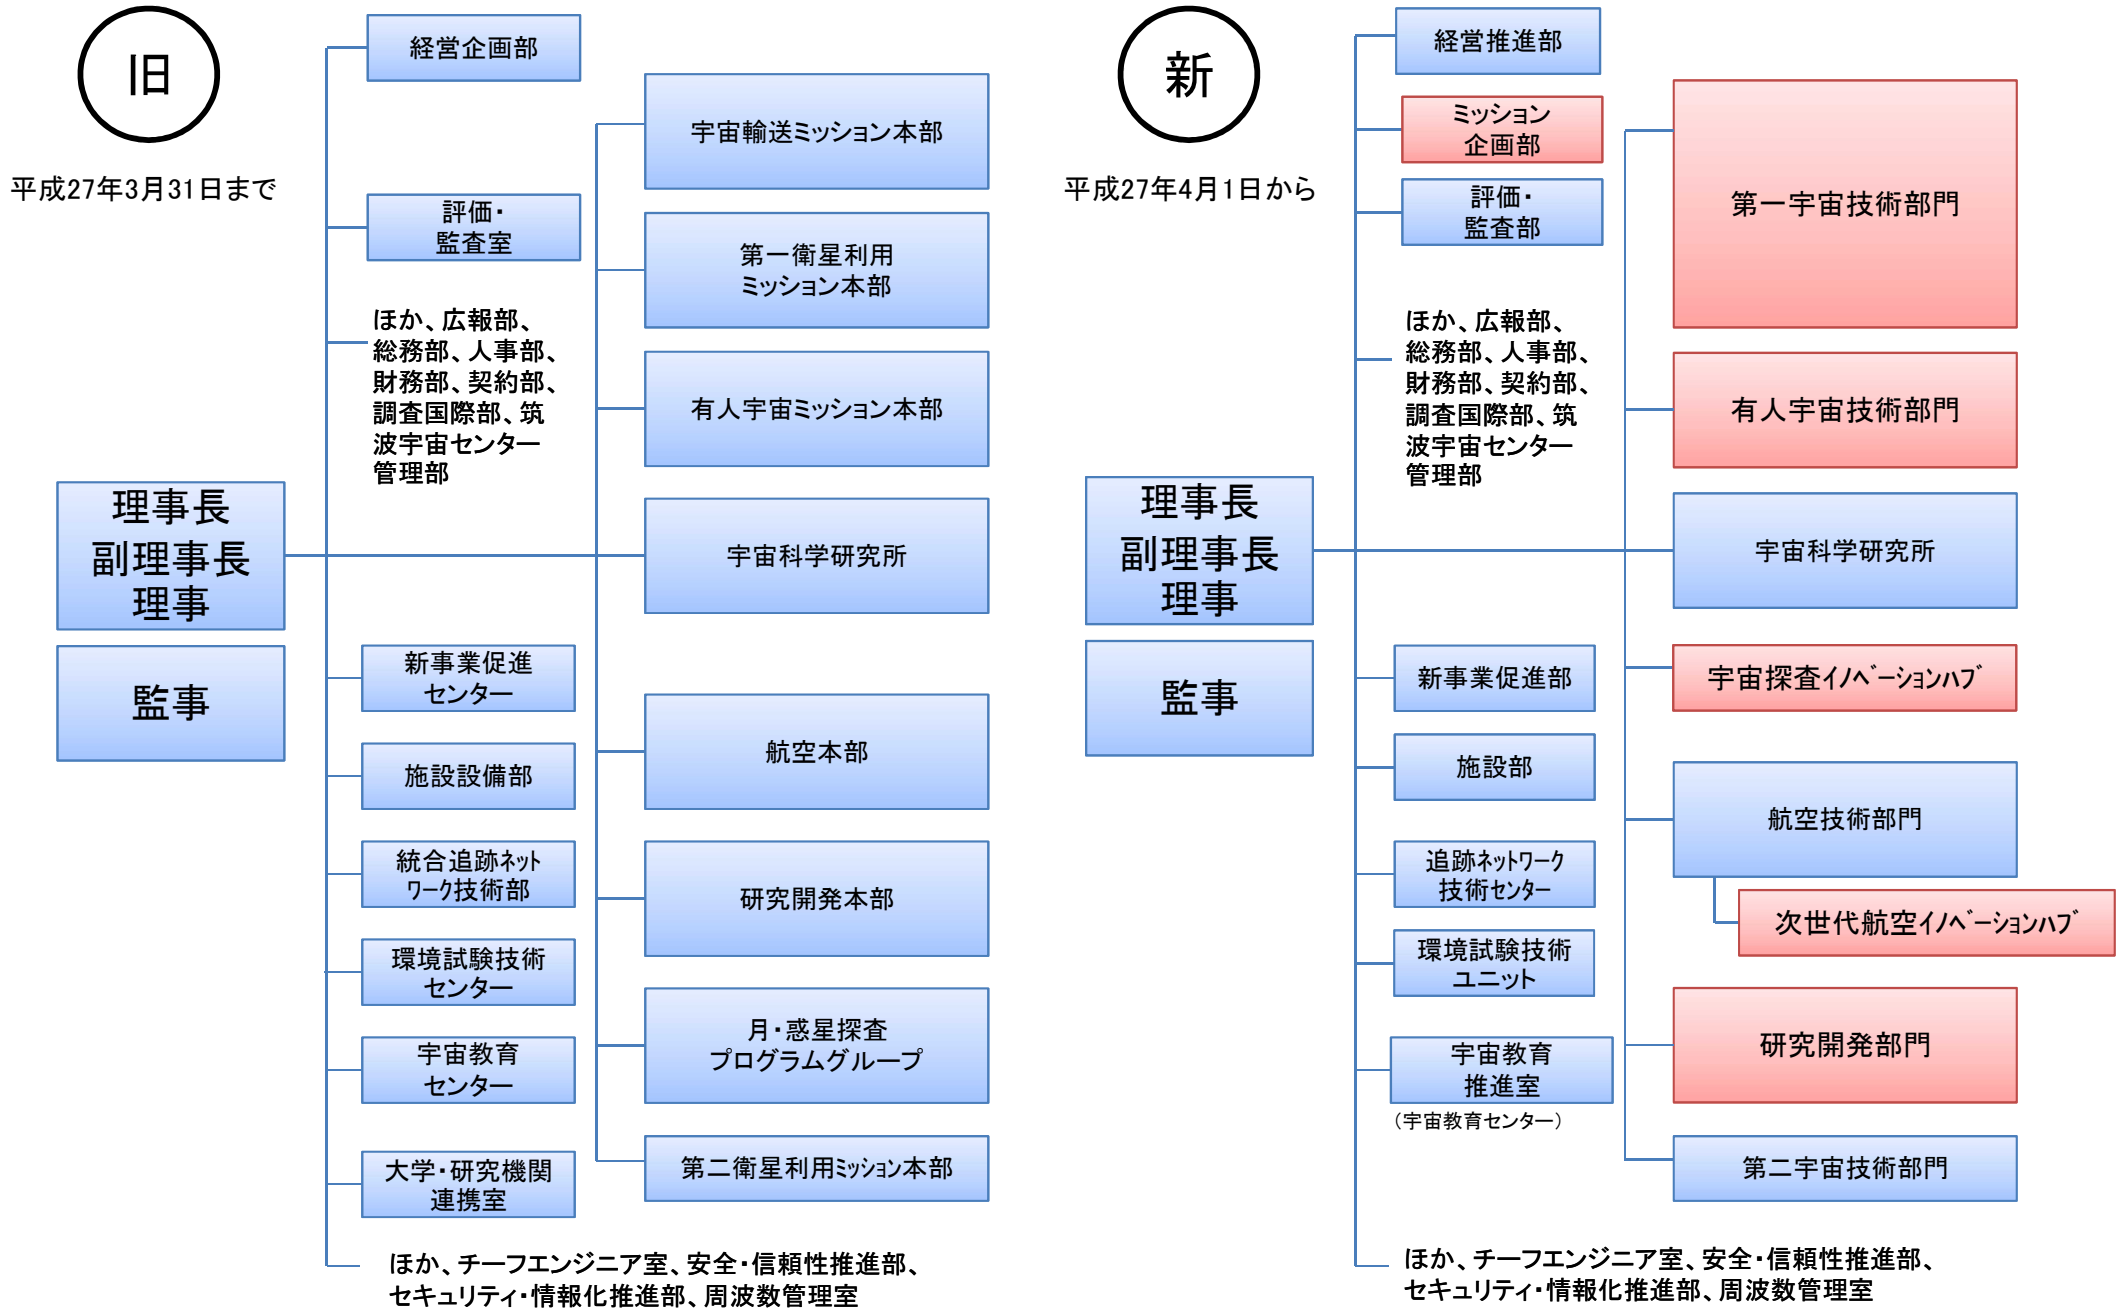 旧
平成27年3月31日まで
経営企画部
評価・
監査室
ほか、広報部、
総務部、人事部、
財務部、契約部、
調査国際部、筑
波宇宙センター
管理部
理事長
副理事長
理事
監事
新事業促進
センター
施設設備部
統合追跡ネット
ワーク技術部
環境試験技術
センター
宇宙教育
センター
大学・研究機関
連携室
ほか、チーフエンジニア室、安全・信頼性推進部、
セキュリティ・情報化推進部、周波数管理室
宇宙輸送ミッション本部
第一衛星利用
ミッション本部
有人宇宙ミッション本部
宇宙科学研究所
航空本部
研究開発本部
月・惑星探査
プログラムグループ
第二衛星利用ミッション本部
新
平成27年4月1日から
経営推進部
ミッション
企画部
評価・
監査部
ほか、広報部、
総務部、人事部、
財務部、契約部、
調査国際部、筑
波宇宙センター
管理部
理事長
副理事長
理事
監事
新事業促進部
施設部
追跡ネットワーク
技術センター
環境試験技術
ユニット
宇宙教育
推進室
（宇宙教育センター）
ほか、チーフエンジニア室、安全・信頼性推進部、
セキュリティ・情報化推進部、周波数管理室
第一宇宙技術部門
有人宇宙技術部門
宇宙科学研究所
宇宙探査ｲﾉﾍﾞｰｼｮﾝﾊﾌﾞ
航空技術部門
次世代航空ｲﾉﾍﾞｰｼｮﾝﾊﾌﾞ
研究開発部門
第二宇宙技術部門